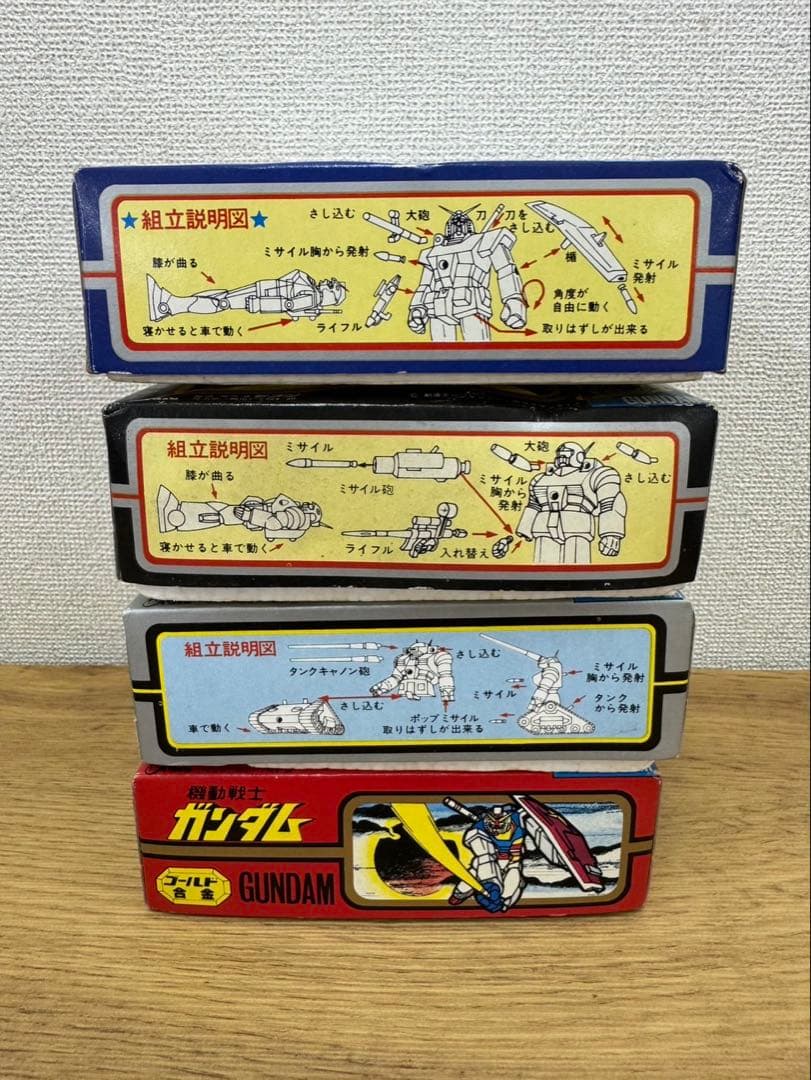 ★組立説明図★
さし込む
大砲
刀
刀を
さし込む
ミサイル胸から発射
楯
ミサイル
発射
膝が曲る
角度が
自由に動く
寝かせると車で動く
ライフル
取りはずしが出来る
GUNDAM
組立説明図
ミサイル
大砲
膝が曲る
ミサイル砲
ミサイル
胸から
発射
さし込む
寝かせると車で動く
ライフル
入れ替え
組立説明図
さし込む
タンクキャノン砲
ミサイル
胸から発射
ミサイル
さし込む
タンク
から発射
車で動く
ポップミサイル
取りはずしが出来る
機動戦士
ガンダム
ゴールド
合金
GUNDAM